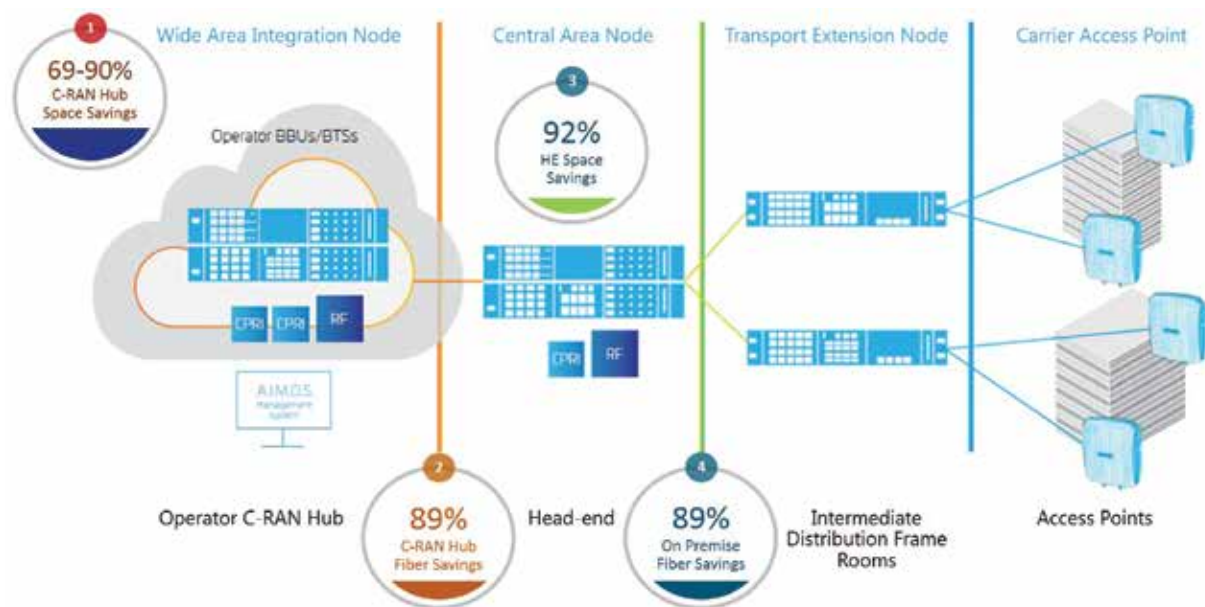 1
Wide Area Integration Node
Central Area Node
Transport Extension Node
Carrier Access Point
69-90%
C-RAN Hub
Space Savings
3
92%
HE Space
Savings
Operator BBUs/BTSs
CPRI
CPRI
RF
CPRI
RF
A.I.M.O.S.
management
system
2
89%
C-RAN Hub
Fiber Savings
4
89%
On Premise
Fiber Savings
Operator C-RAN Hub
Head-end
Intermediate
Distribution Frame
Rooms
Access Points